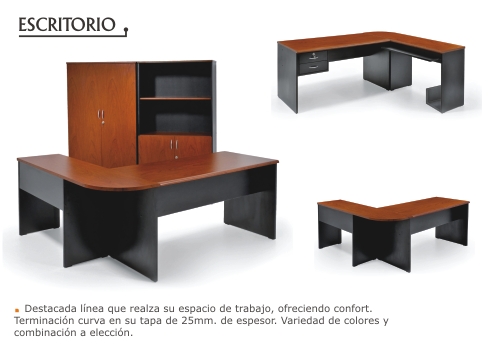 ESCRITORIO
Destacada línea que realza su espacio de trabajo, ofreciendo confort.
Terminación curva en su tapa de 25mm. de espesor. Variedad de colores y
combinación a elección.